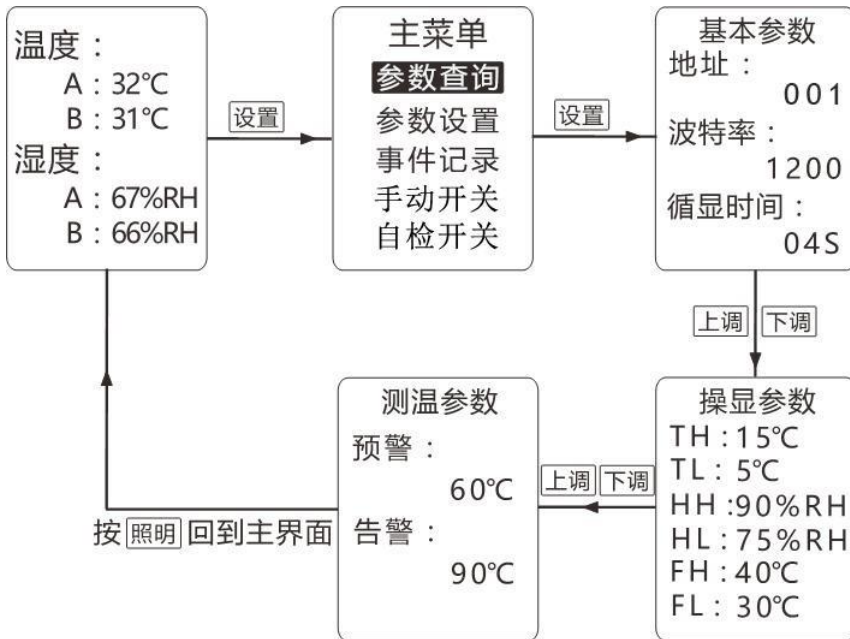 温度：
A：32℃
B：31℃
湿度：
A：67%RH
B：66%RH
设置
主菜单
参数查询
参数设置
事件记录
手动开关
自检开关
设置
基本参数
地址：
001
波特率：
1200
循显时间：
04S
上调 下调
操显参数
TH：15℃
TL：5℃
HH：90%RH
HL：75%RH
FH：40℃
FL：30℃
上调 下调
测温参数
预警：
60℃
告警：
90℃
按 照明 回到主界面